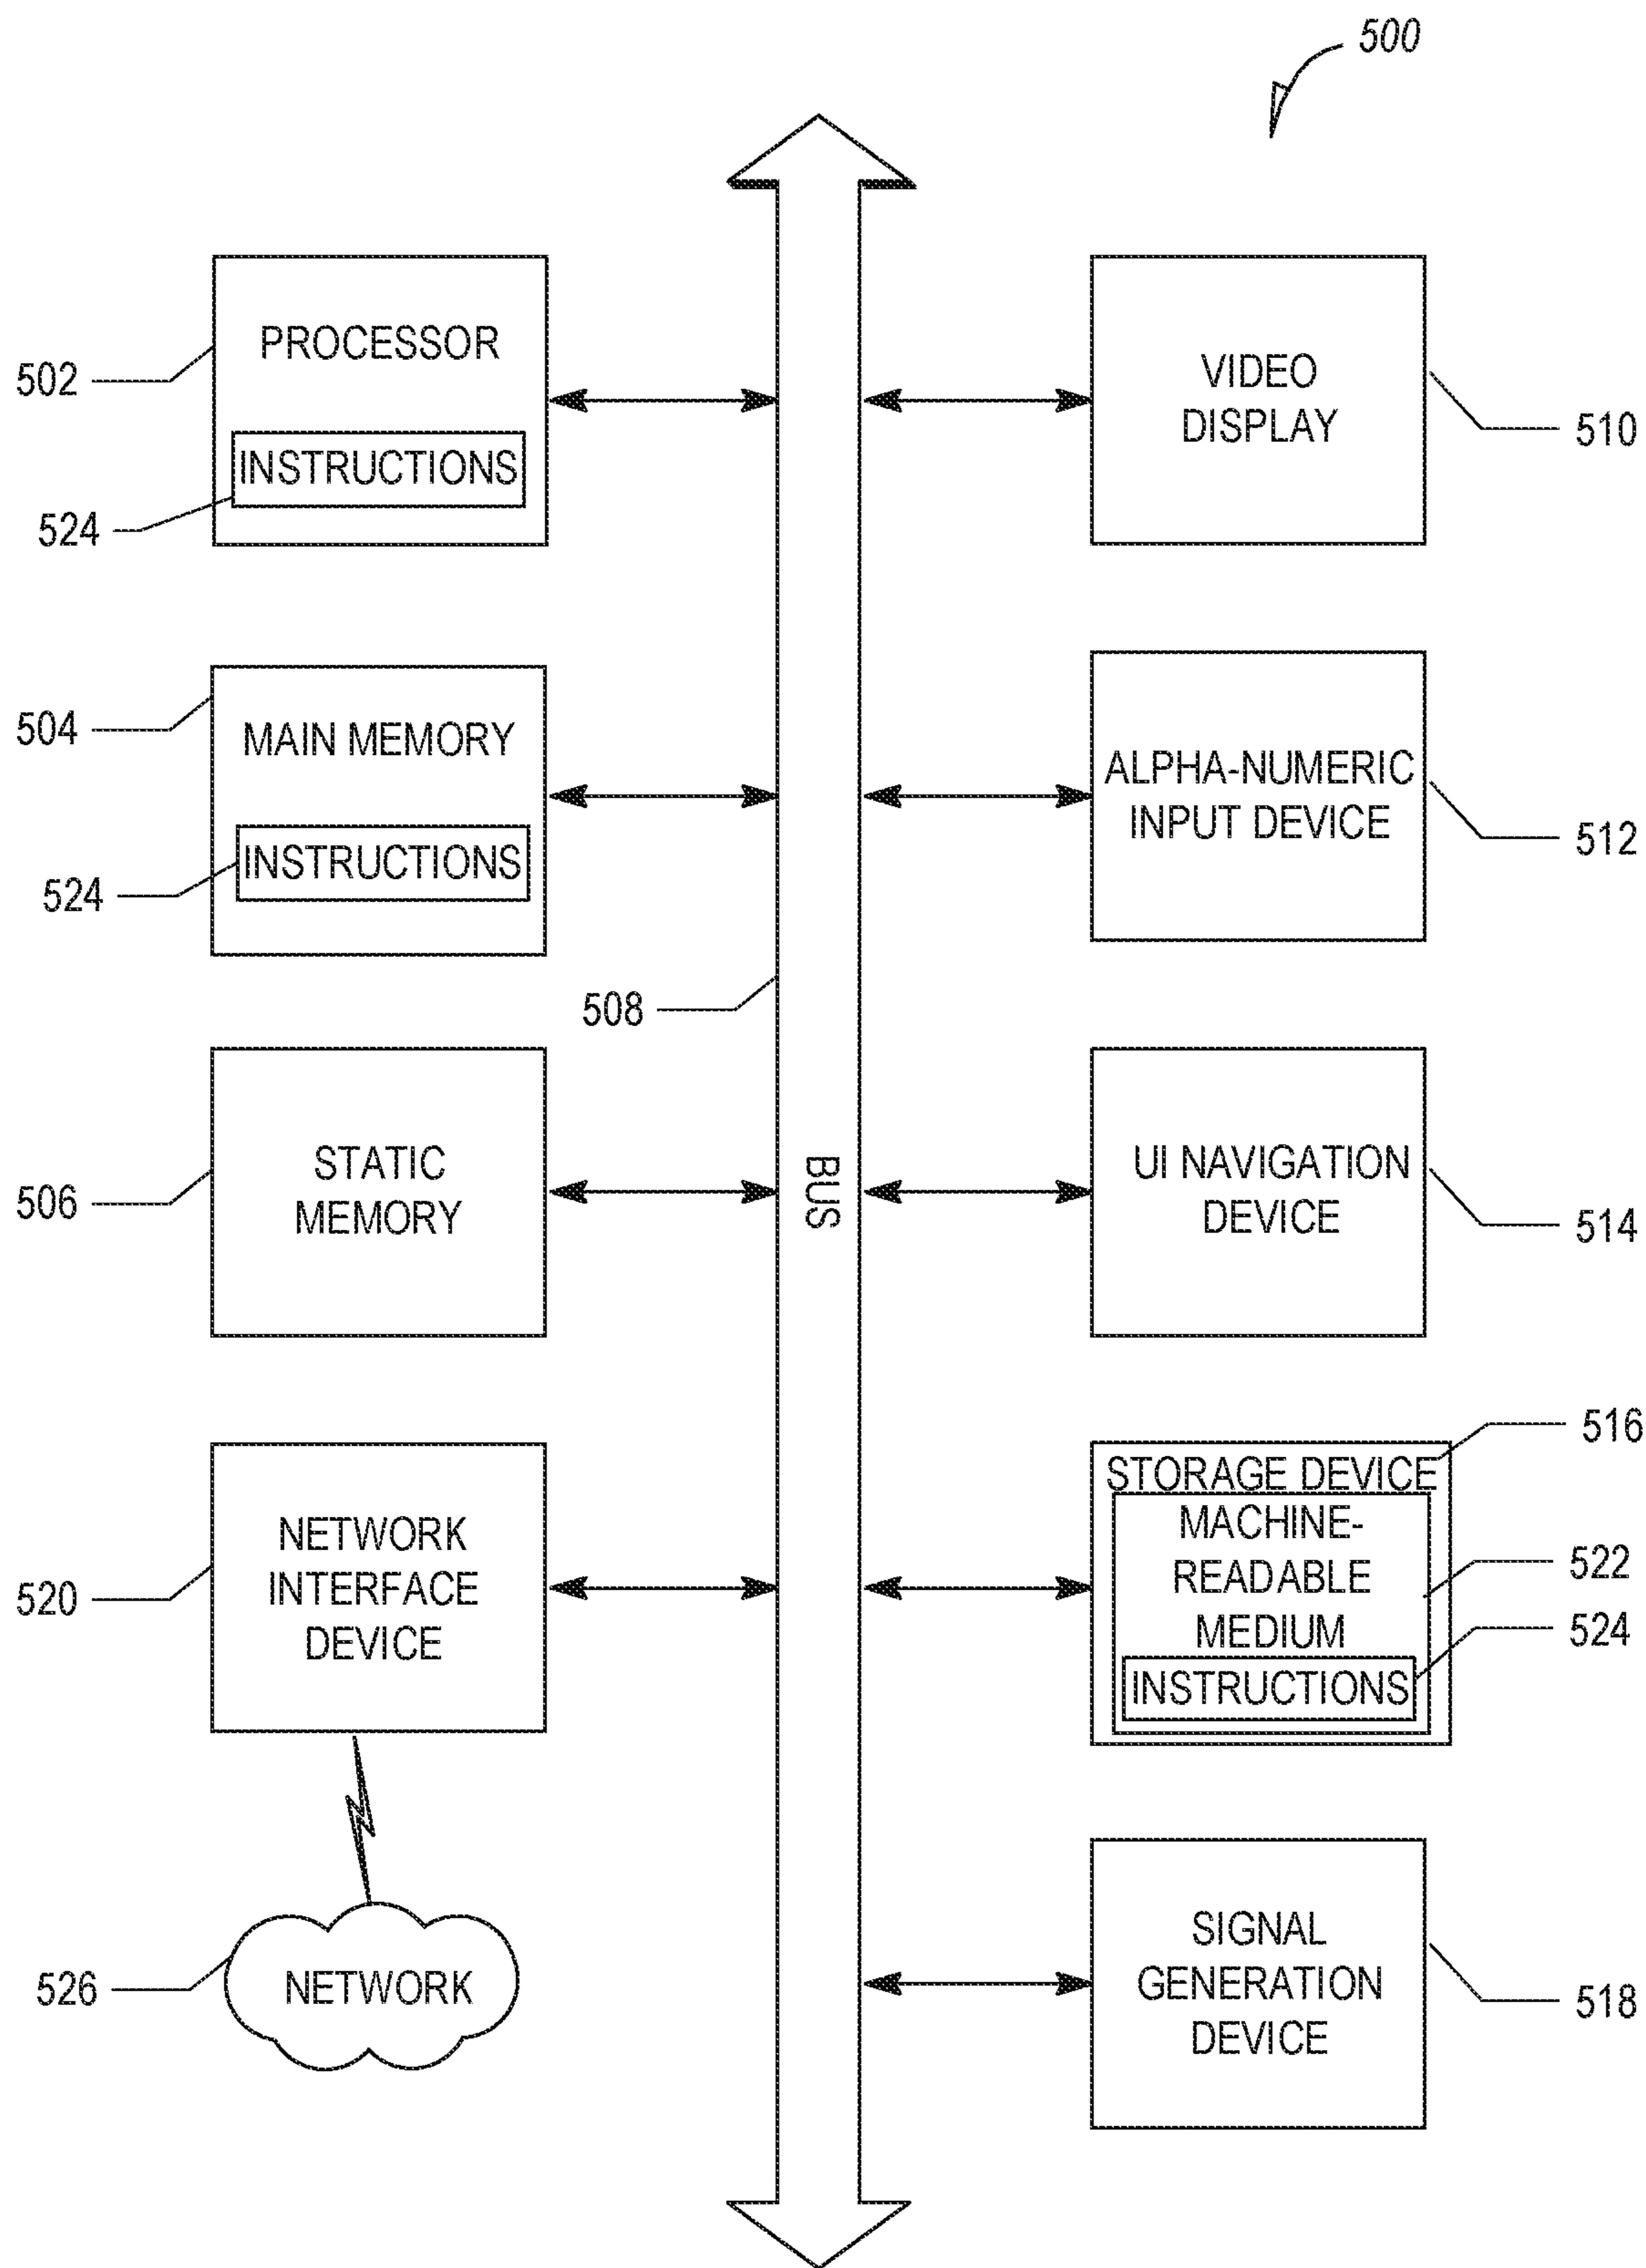 500
PROCESSOR
502
INSTRUCTIONS
524
504
MAIN MEMORY
INSTRUCTIONS
524
508
STATIC
MEMORY
506
NETWORK
INTERFACE
DEVICE
520
NETWORK
526
BUS
VIDEO
DISPLAY
510
ALPHA-NUMERIC
INPUT DEVICE
512
UI NAVIGATION
DEVICE
514
516
STORAGE DEVICE
MACHINE-
READABLE
MEDIUM
522
524
INSTRUCTIONS
SIGNAL
GENERATION
DEVICE
518